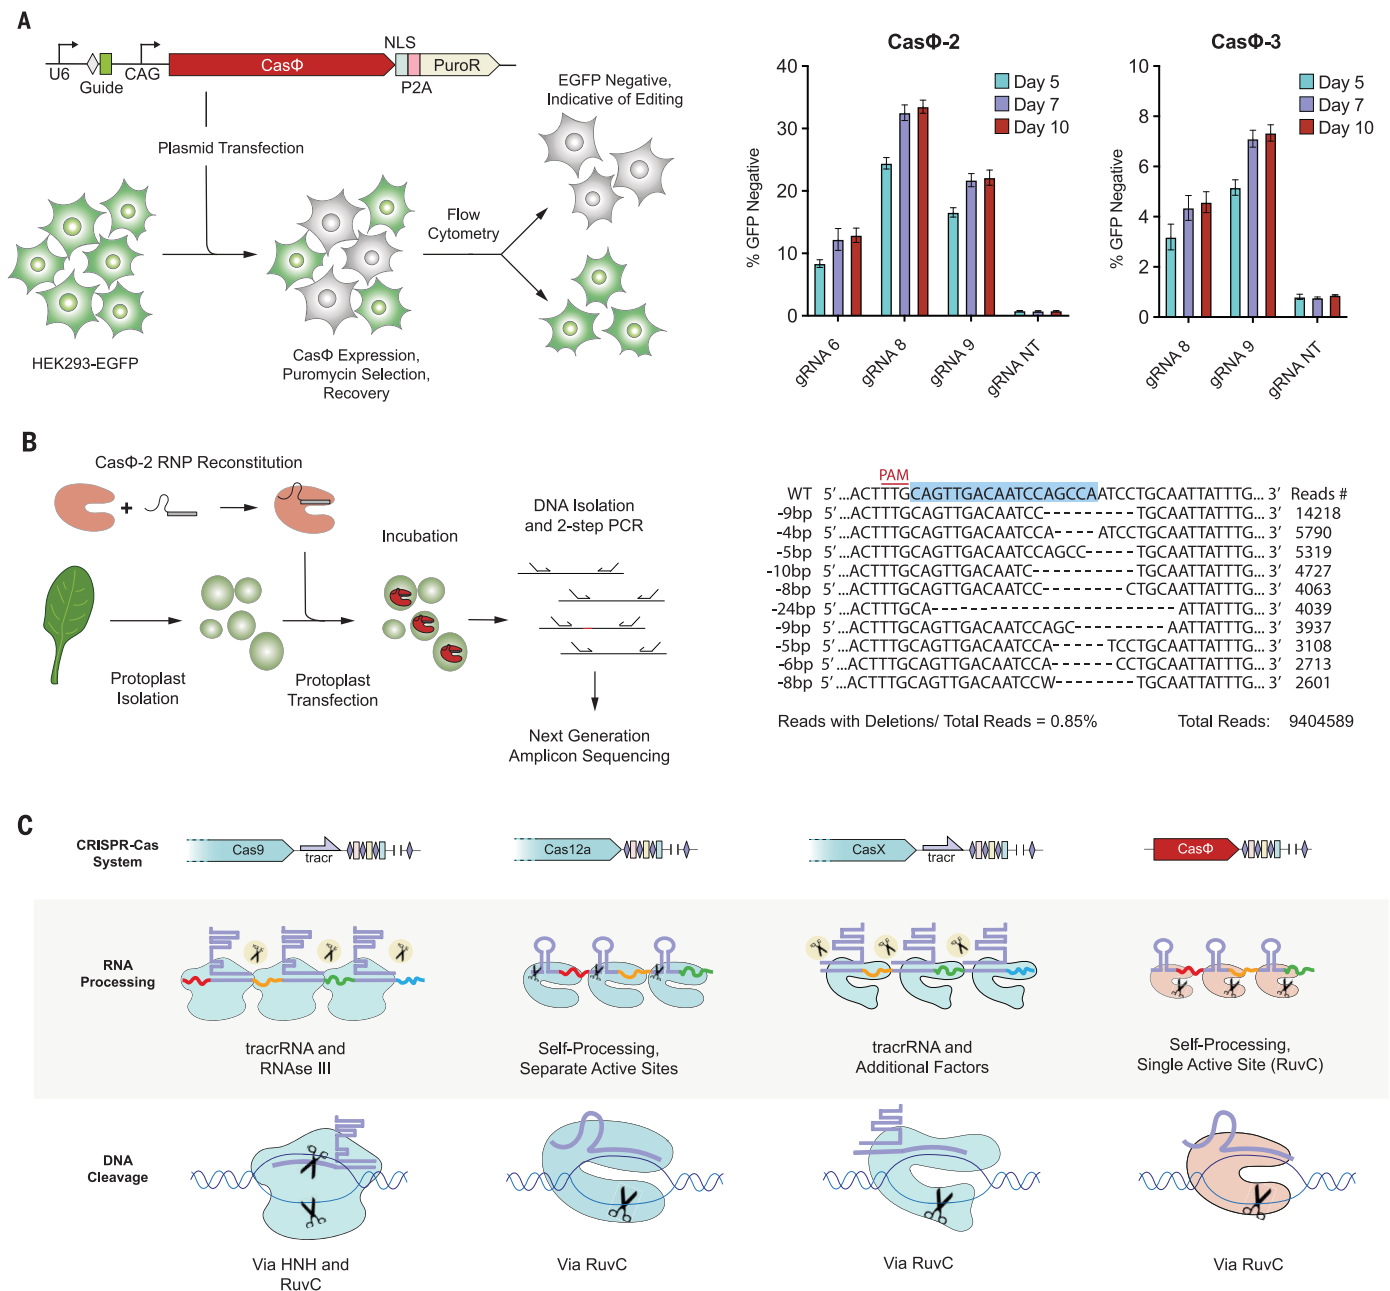 A
U6
Guide
CAG
CasΦ
NLS
P2A
PuroR
Plasmid Transfection
HEK293-EGFP
CasΦ Expression,
Puromycin Selection,
Recovery
Flow
Cytometry
EGFP Negative,
Indicative of Editing
CasΦ-2
% GFP Negative
40
30
20
10
0
Day 5
Day 7
Day 10
gRNA 6
gRNA 8
gRNA 9
gRNA NT
CasΦ-3
% GFP Negative
10
8
6
4
2
0
Day 5
Day 7
Day 10
gRNA 8
gRNA 9
gRNA NT
B
CasΦ-2 RNP Reconstitution
+
Protoplast
Isolation
Protoplast
Transfection
Incubation
DNA Isolation
and 2-step PCR
Next Generation
Amplicon Sequencing
PAM
WT 5’...ACTTTGCAGTTGACAATCCAGCCAATCCTGCAATTATTTG... 3’ Reads #
-9bp 5’...ACTTTGCAGTTGACAATCC---------TGCAATTATTTG... 3’ 14218
-4bp 5’...ACTTTGCAGTTGACAATCCA----ATCCTGCAATTATTTG... 3’ 5790
-5bp 5’...ACTTTGCAGTTGACAATCCAGCC-----TGCAATTATTTG... 3’ 5319
-10bp 5’...ACTTTGCAGTTGACAATC----------TGCAATTATTTG... 3’ 4727
-8bp 5’...ACTTTGCAGTTGACAATCC--------CTGCAATTATTTG... 3’ 4063
-24bp 5’...ACTTTGCA------------------------ATTATTTG... 3’ 4039
-9bp 5’...ACTTTGCAGTTGACAATCCAGC---------AATTATTTG... 3’ 3937
-5bp 5’...ACTTTGCAGTTGACAATCCA-----TCCTGCAATTATTTG... 3’ 3108
-6bp 5’...ACTTTGCAGTTGACAATCCA------CCTGCAATTATTTG... 3’ 2713
-8bp 5’...ACTTTGCAGTTGACAATCCW--------TGCAATTATTTG... 3’ 2601
Reads with Deletions/ Total Reads = 0.85% Total Reads: 9404589
C
CRISPR-Cas
System
Cas9
tracr
Cas12a
CasX
tracr
CasΦ
RNA
Processing
tracrRNA and
RNAse III
Self-Processing,
Separate Active Sites
tracrRNA and
Additional Factors
Self-Processing,
Single Active Site (RuvC)
DNA
Cleavage
Via HNH and
RuvC
Via RuvC
Via RuvC
Via RuvC